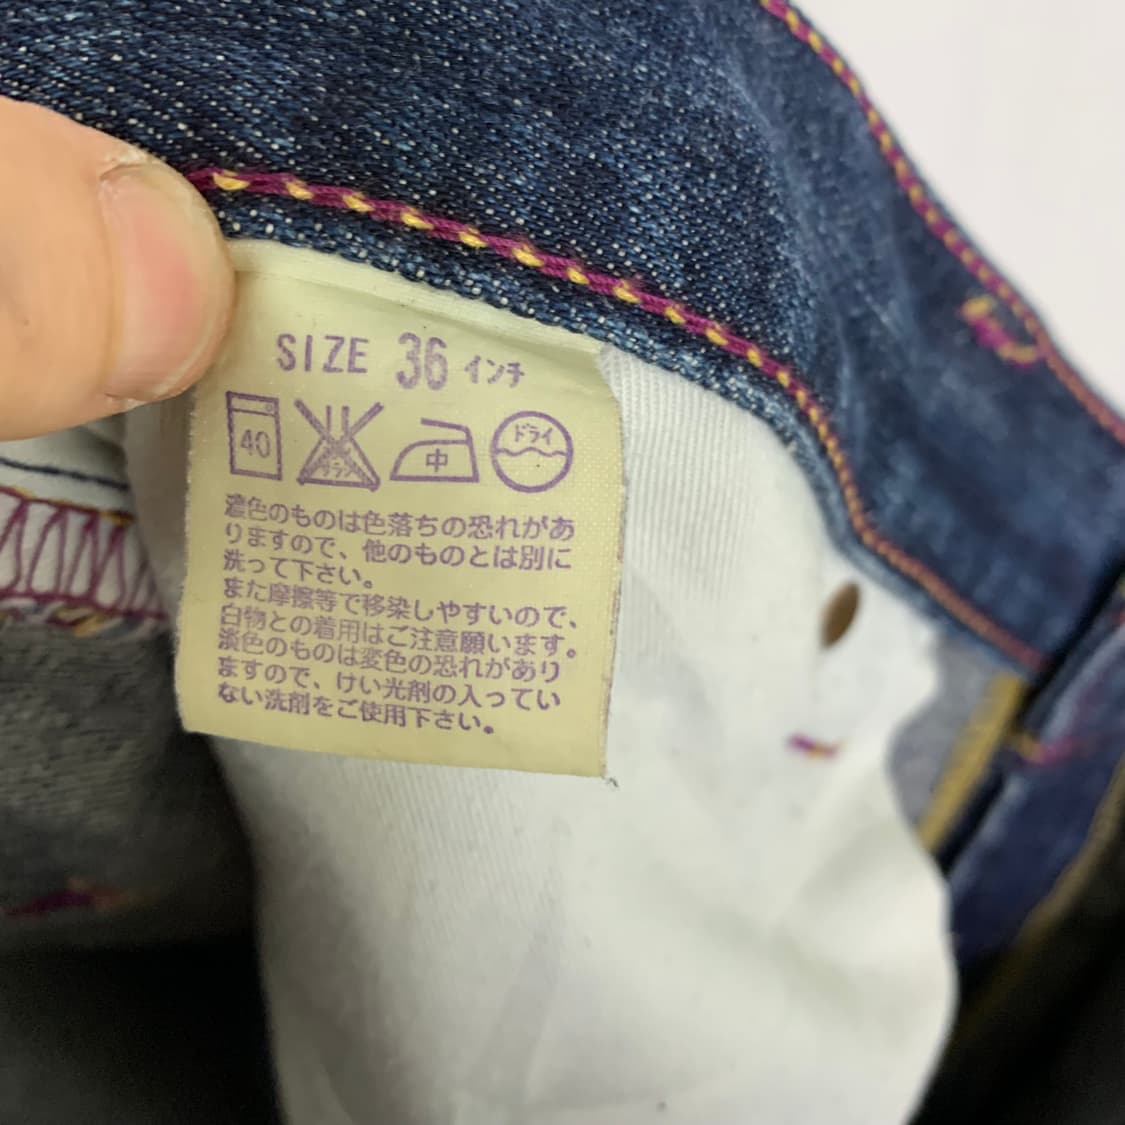 SIZE 36 インチ
40 サラシ 中 ドライ
濃色のものは色落ちの恐れがあ
りますので、他のものとは別に
洗って下さい。
また摩擦等で移染しやすいので、
白物との着用はご注意願います。
淡色のものは変色の恐れがあり
ますので、けい光剤の入ってい
ない洗剤をご使用下さい。